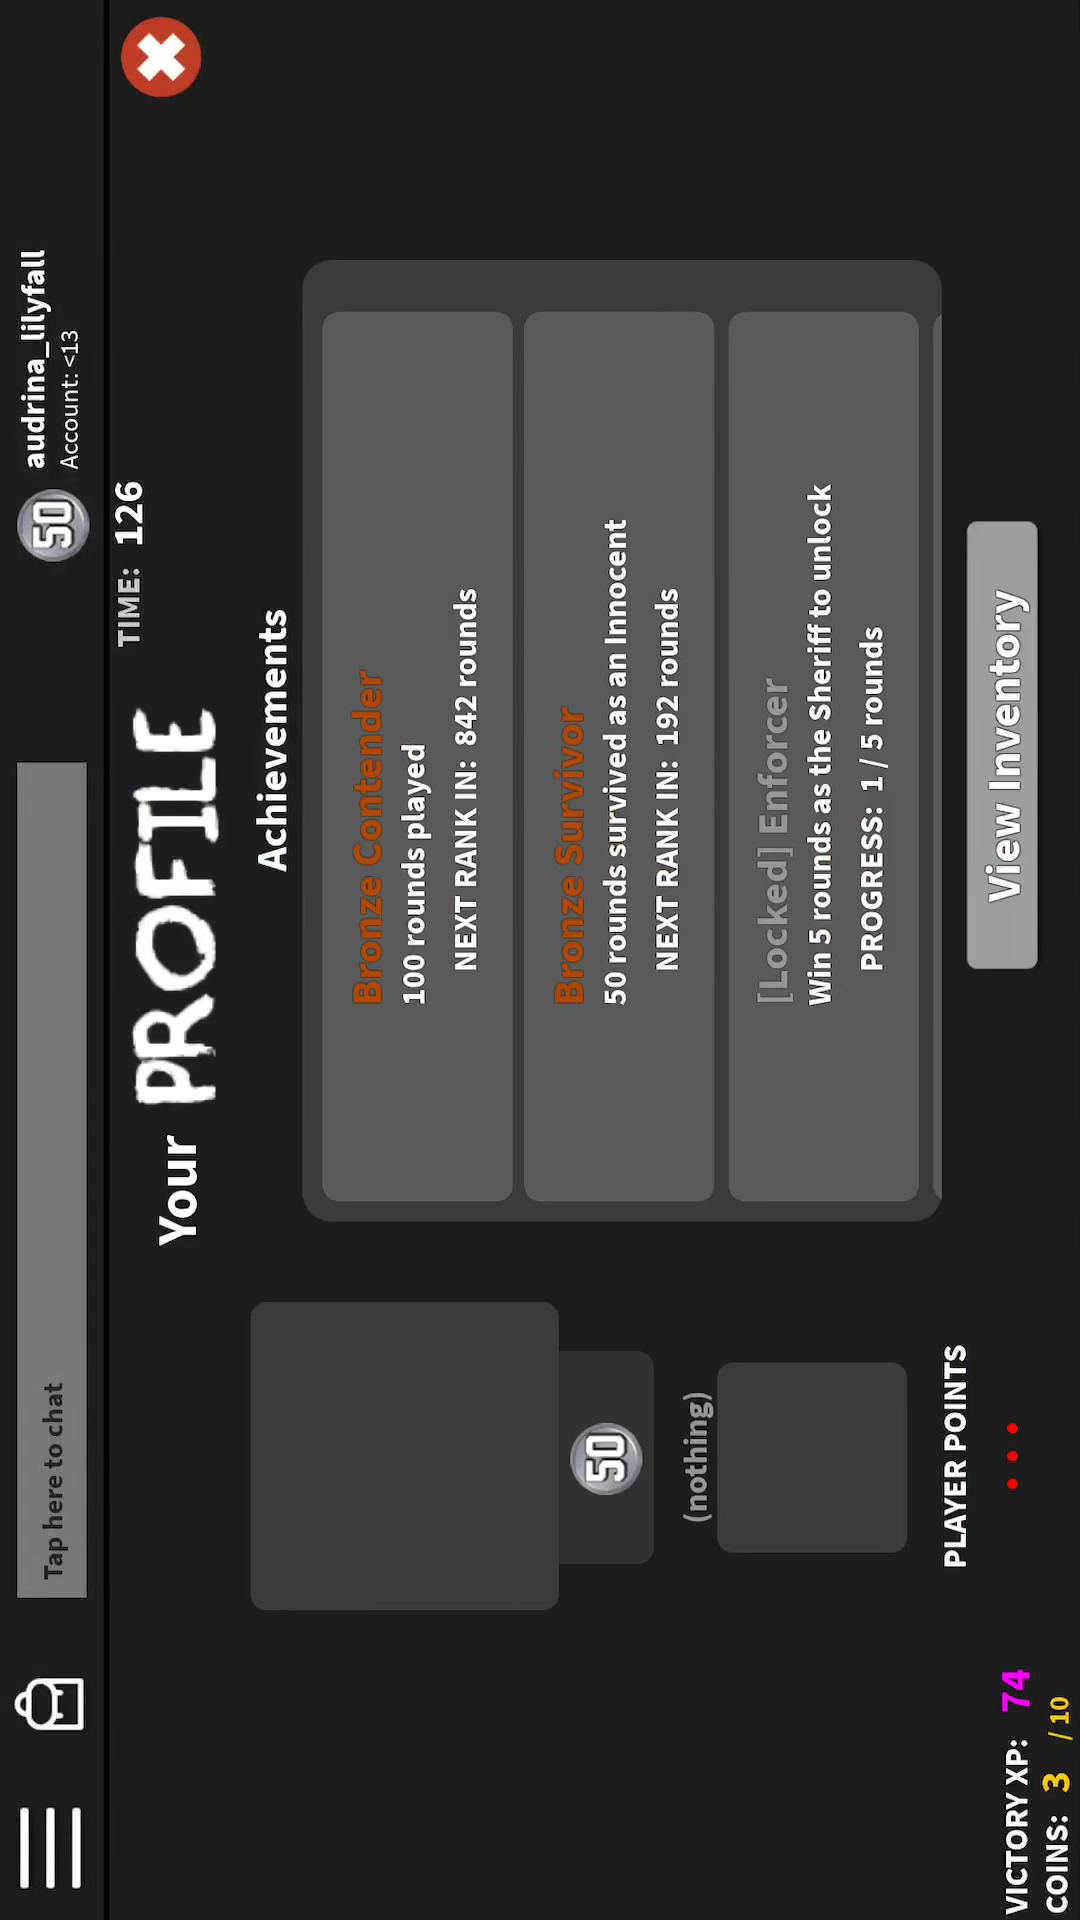 Tap here to chat
50
audrina_lilyfall
Account: <13
TIME: 126
Your PROFILE
Achievements
Bronze Contender
100 rounds played
NEXT RANK IN: 842 rounds
Bronze Survivor
50 rounds survived as an Innocent
NEXT RANK IN: 192 rounds
[Locked] Enforcer
Win 5 rounds as the Sheriff to unlock
PROGRESS: 1 / 5 rounds
View Inventory
50
(nothing)
PLAYER POINTS
...
VICTORY XP: 74
COINS: 3 / 10